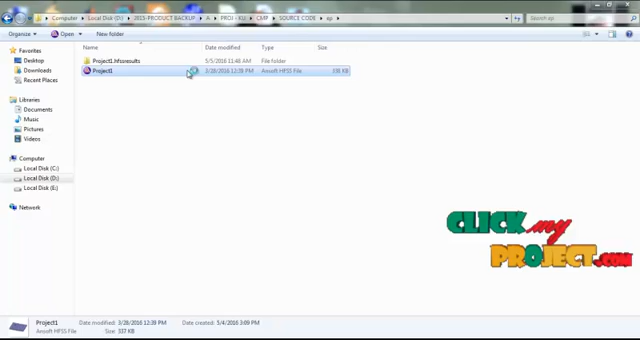 Computer ▸ Local Disk (D:) ▸ 2015-PRODUCT BACKUP ▸ A ▸ PROJ - KU ▸ CMP ▸ SOURCE CODE ▸ ep ▸
Search ep
Organize ▾ Open ▾ New folder
Name Date modified Type Size
Favorites
Desktop
Downloads
Recent Places
Libraries
Documents
Music
Pictures
Videos
Computer
Local Disk (C:)
Local Disk (D:)
Local Disk (E:)
Network
Project1.hfssresults 5/5/2016 11:48 AM File folder
Project1 3/28/2016 12:39 PM Ansoft HFSS File
CLICK my
PROJECT.com
Project1 Date modified: 3/28/2016 12:39 PM Date created: 5/4/2016 3:09 PM
Ansoft HFSS File Size: 337 KB